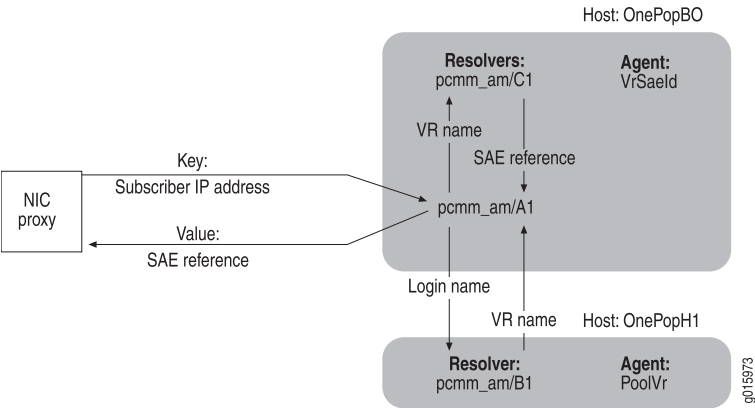 Host: OnePopBO
Resolvers:
pcmm_am/C1
Agent:
VrSaeId
VR name
SAE reference
Key:
Subscriber IP address
NIC
proxy
pcmm_am/A1
Value:
SAE reference
Login name
VR name
Host: OnePopH1
Resolver:
pcmm_am/B1
Agent:
PoolVr
g015973